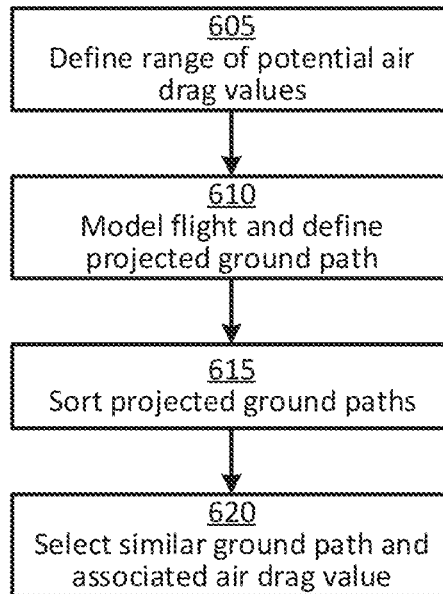 605
Define range of potential air
drag values
610
Model flight and define
projected ground path
615
Sort projected ground paths
620
Select similar ground path and
associated air drag value